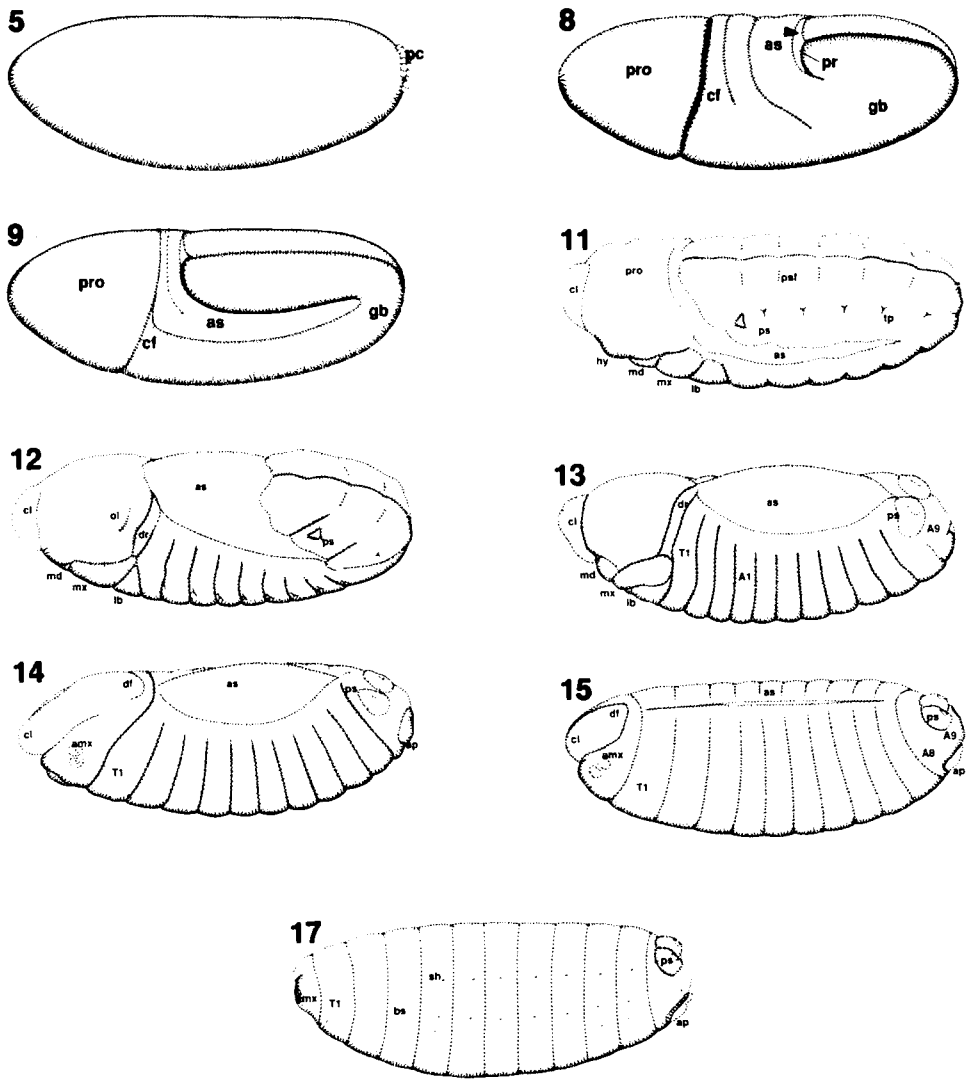 5
pc
8
pro
cf
as
pr
gb
9
pro
cf
as
gb
11
cl
pro
psf
ps
tp
as
hy
md
mx
lb
12
cl
ol
dr
as
ps
md
mx
lb
13
cl
dr
as
ps
A9
T1
A1
md
mx
lb
14
df
as
ps
cl
amx
T1
ap
15
as
df
cl
amx
T1
ps
A9
A8
ap
17
mx
T1
sh
bs
ps
ap